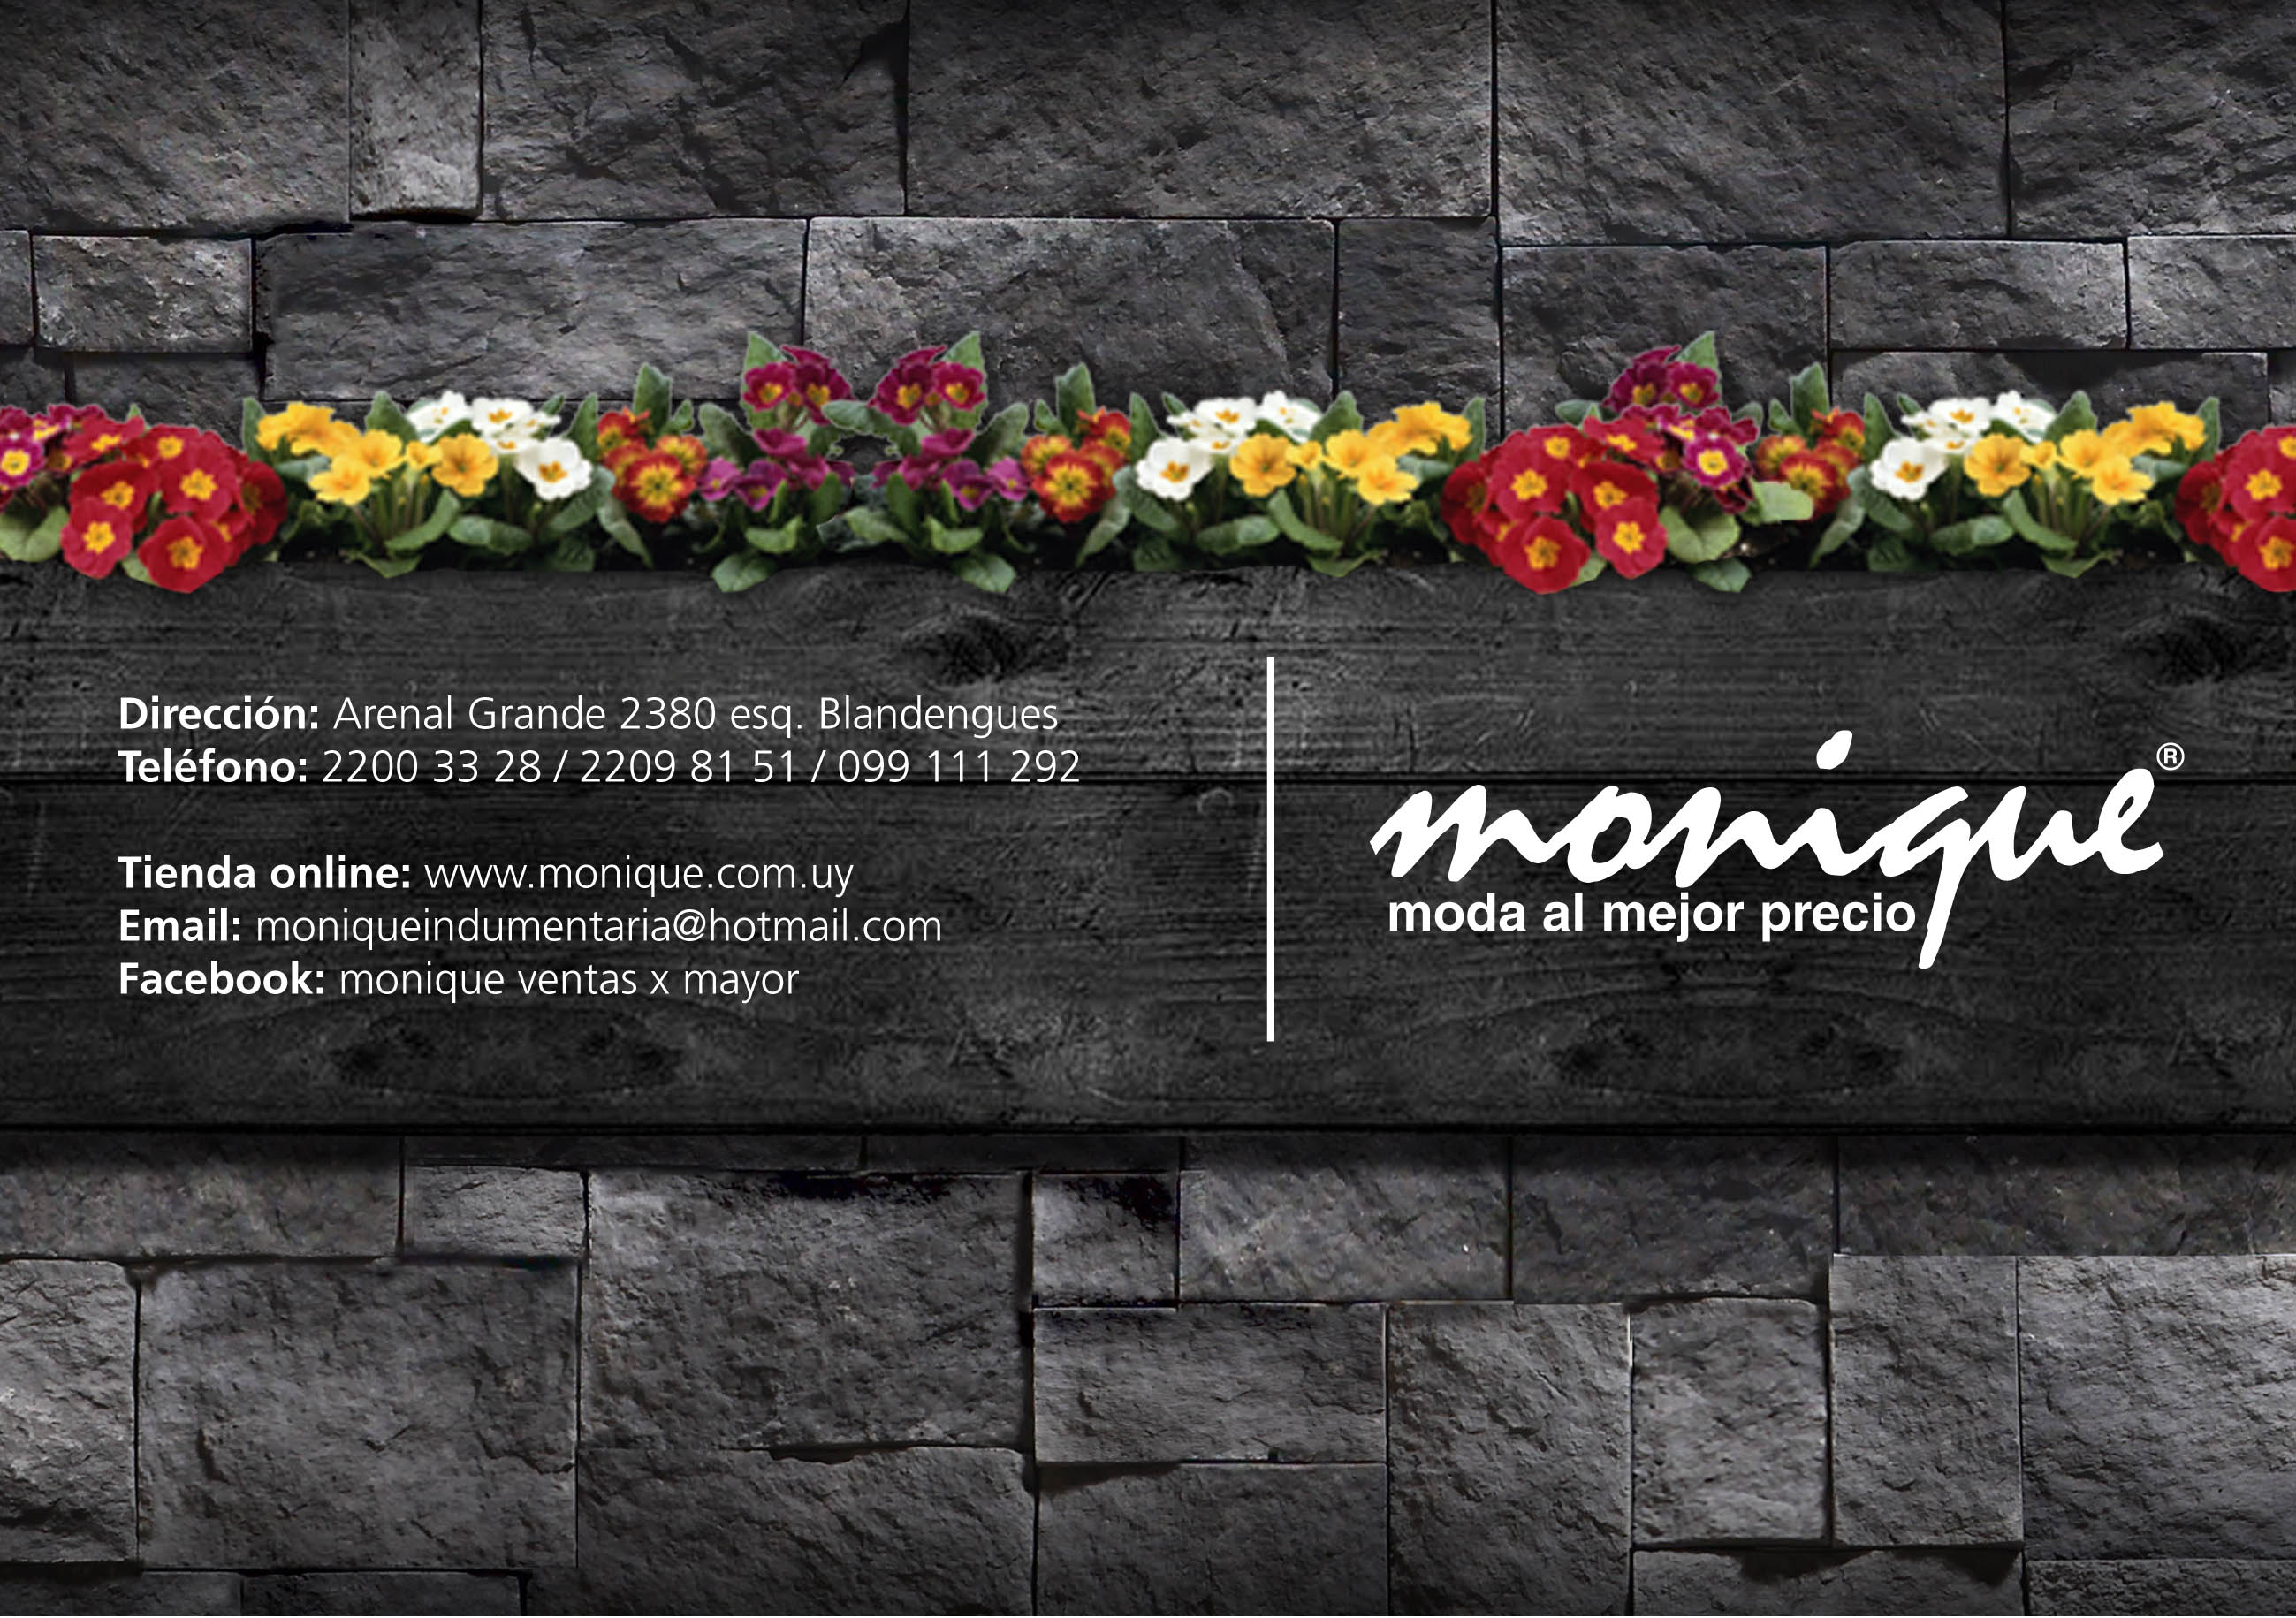 Dirección: Arenal Grande 2380 esq. Blandengues
Teléfono: 2200 33 28 / 2209 81 51 / 099 111 292
Tienda online: www.monique.com.uy
Email: moniqueindumentaria@hotmail.com
Facebook: monique ventas x mayor
monique®
moda al mejor precio